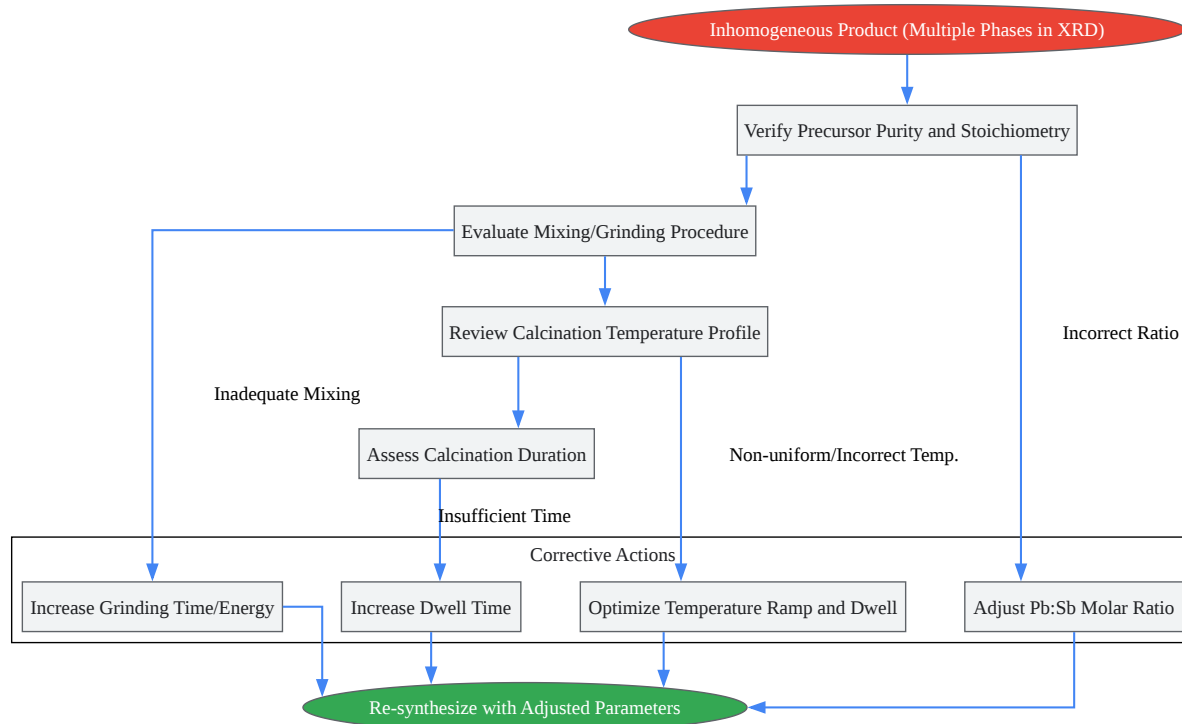 Inhomogeneous Product (Multiple Phases in XRD)
Verify Precursor Purity and Stoichiometry
Evaluate Mixing/Grinding Procedure
Review Calcination Temperature Profile
Incorrect Ratio
Inadequate Mixing
Assess Calcination Duration
Non-uniform/Incorrect Temp.
Insufficient Time
Corrective Actions
Increase Grinding Time/Energy
Increase Dwell Time
Optimize Temperature Ramp and Dwell
Adjust Pb:Sb Molar Ratio
Re-synthesize with Adjusted Parameters